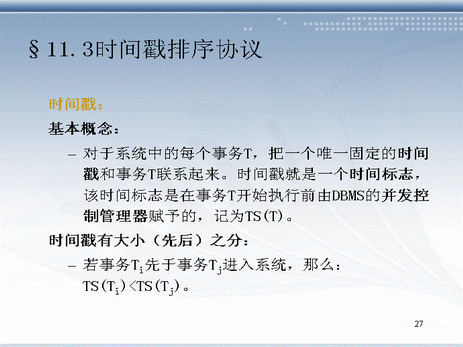 §11.3时间戳排序协议
时间戳：
基本概念：
– 对于系统中的每个事务T，把一个唯一固定的时间
戳和事务T联系起来。时间戳就是一个时间标志，
该时间标志是在事务T开始执行前由DBMS的并发控
制管理器赋予的，记为TS(T)。
时间戳有大小（先后）之分：
– 若事务Ti先于事务Tj进入系统，那么：
TS(Ti)<TS(Tj)。
27